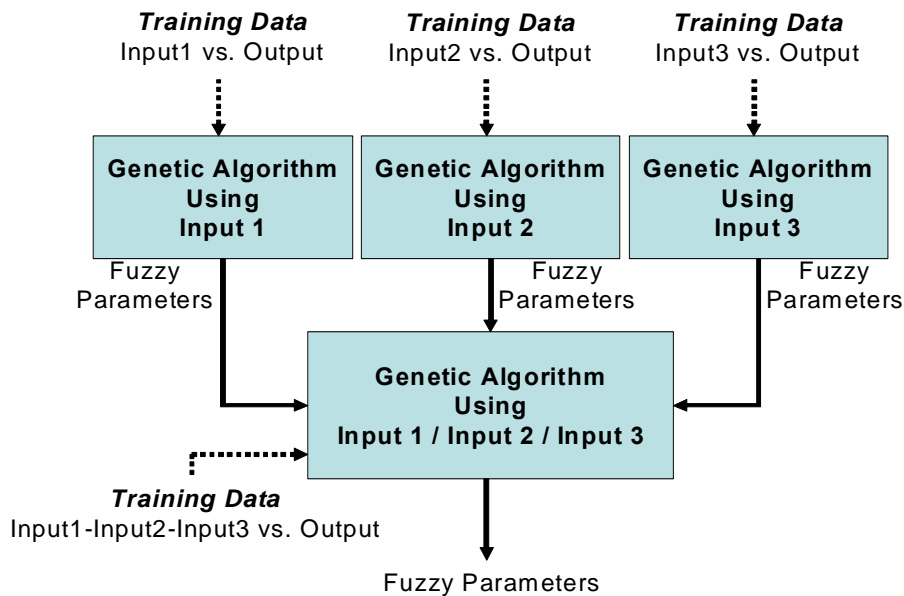 Training Data
Input1 vs. Output
Training Data
Input2 vs. Output
Training Data
Input3 vs. Output
Genetic Algorithm
Using
Input 1
Genetic Algorithm
Using
Input 2
Genetic Algorithm
Using
Input 3
Fuzzy
Parameters
Fuzzy
Parameters
Fuzzy
Parameters
Genetic Algorithm
Using
Input 1 / Input 2 / Input 3
Training Data
Input1-Input2-Input3 vs. Output
Fuzzy Parameters